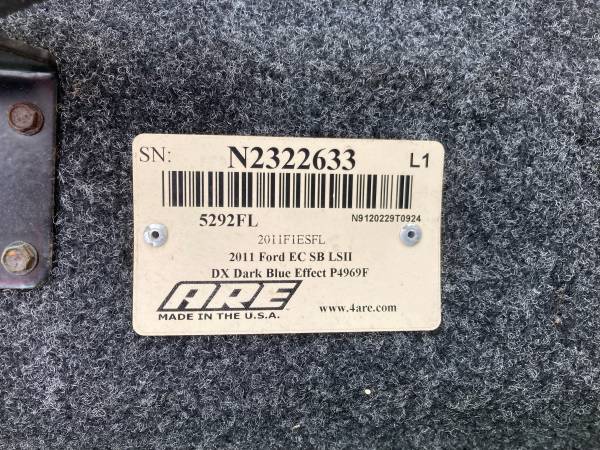 SN: N2322633 L1
5292FL N9120229T0924
2011F1ESFL
2011 Ford EC SB LSII
DX Dark Blue Effect P4969F
ARE
MADE IN THE U.S.A. www.4are.com